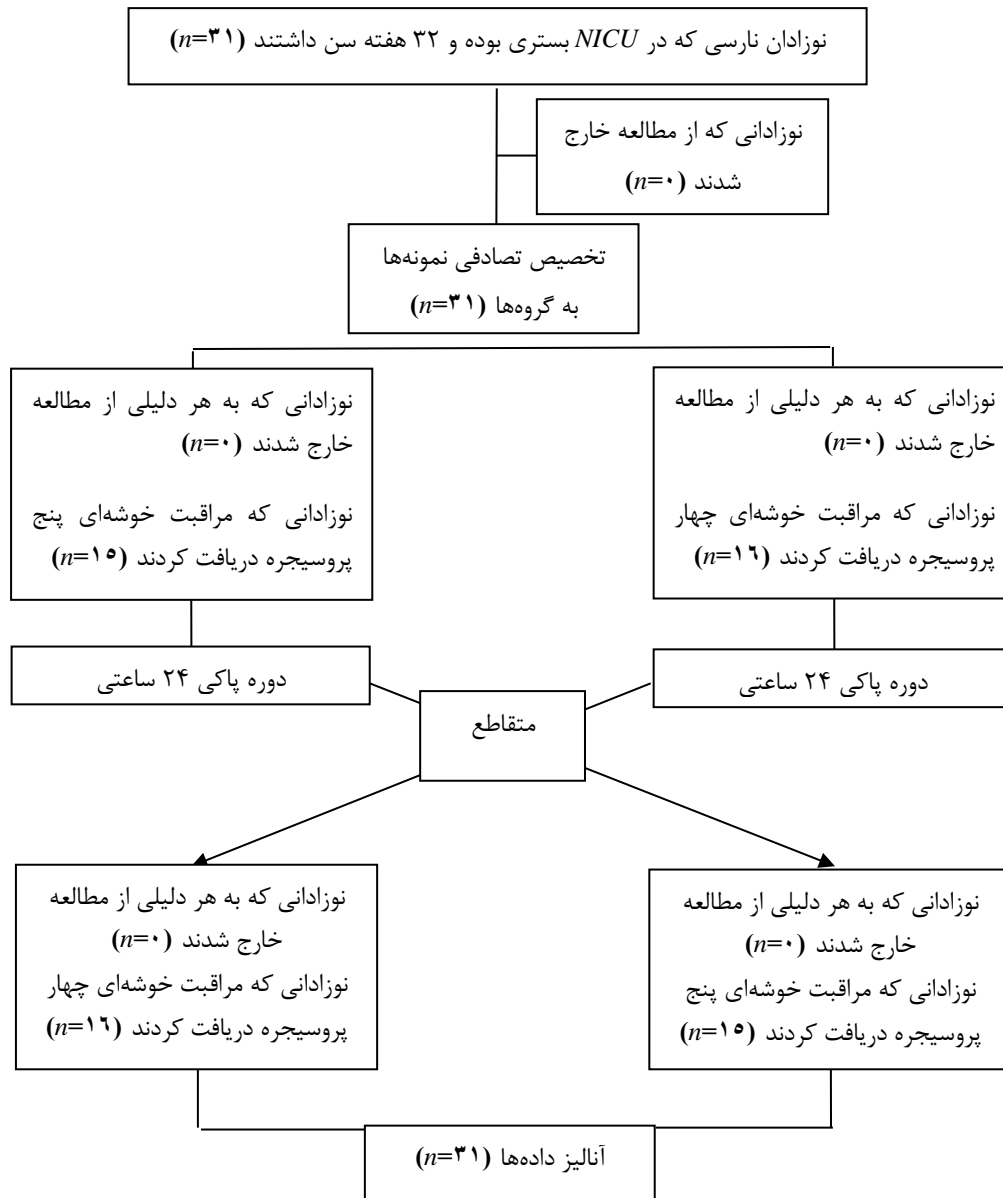 نوزادان نارسی که در NICU بستری بوده و ۳۲ هفته سن داشتند (n=۳۱)
نوزادانی که از مطالعه خارج
شدند (n=۰)
تخصیص تصادفی نمونه‌ها
به گروه‌ها (n=۳۱)
نوزادانی که به هر دلیلی از مطالعه
خارج شدند (n=۰)
نوزادانی که مراقبت خوشه‌ای چهار
پروسیجره دریافت کردند (n=۱۶)
نوزادانی که به هر دلیلی از مطالعه
خارج شدند (n=۰)
نوزادانی که مراقبت خوشه‌ای پنج
پروسیجره دریافت کردند (n=۱۵)
دوره پاکی ۲۴ ساعتی
دوره پاکی ۲۴ ساعتی
متقاطع
نوزادانی که به هر دلیلی از مطالعه
خارج شدند (n=۰)
نوزادانی که مراقبت خوشه‌ای پنج
پروسیجره دریافت کردند (n=۱۵)
نوزادانی که به هر دلیلی از مطالعه
خارج شدند (n=۰)
نوزادانی که مراقبت خوشه‌ای چهار
پروسیجره دریافت کردند (n=۱۶)
آنالیز داده‌ها (n=۳۱)